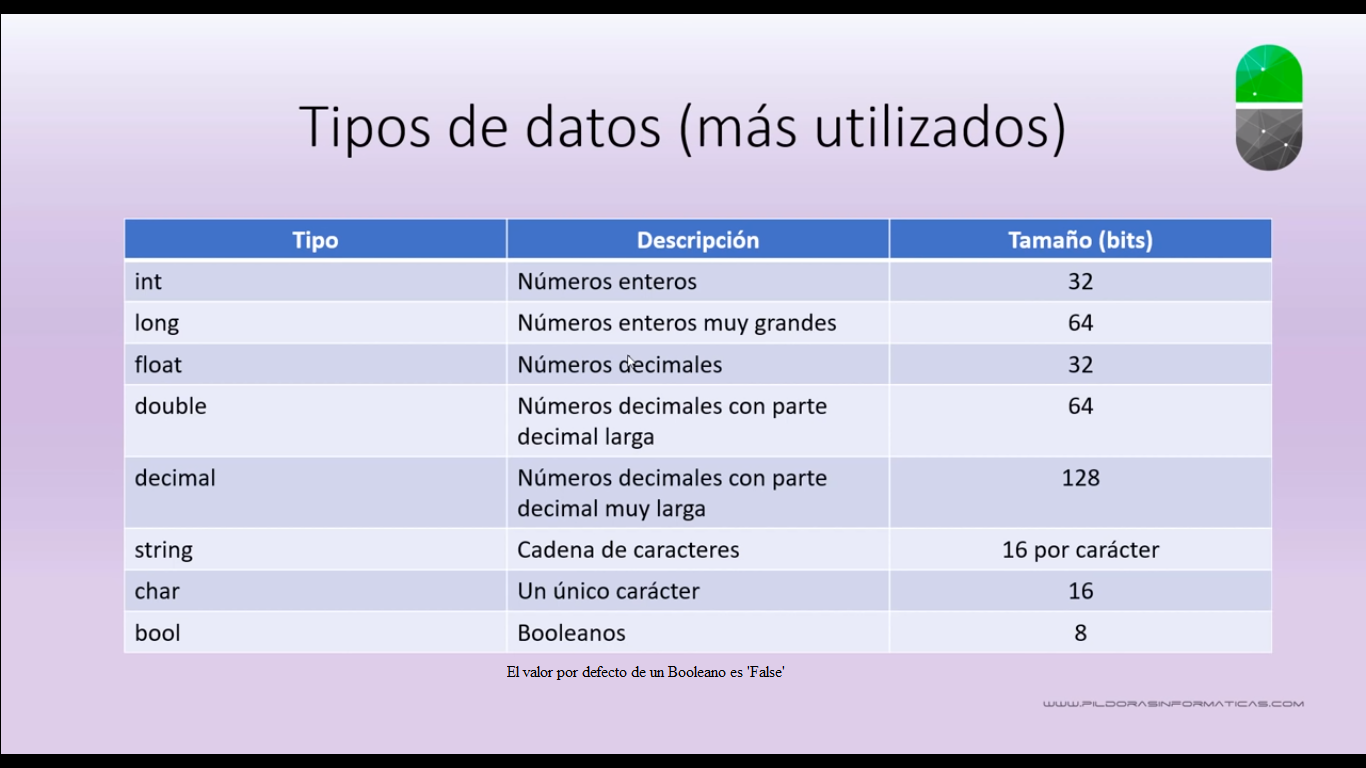 Tipos de datos (más utilizados)
Tipo Descripción Tamaño (bits)
int Números enteros 32
long Números enteros muy grandes 64
float Números decimales 32
double Números decimales con parte 64
decimal larga
decimal Números decimales con parte 128
decimal muy larga
string Cadena de caracteres 16 por carácter
char Un único carácter 16
bool Booleanos 8
El valor por defecto de un Booleano es 'False'
WWW.PILDORASINFORMATICAS.COM